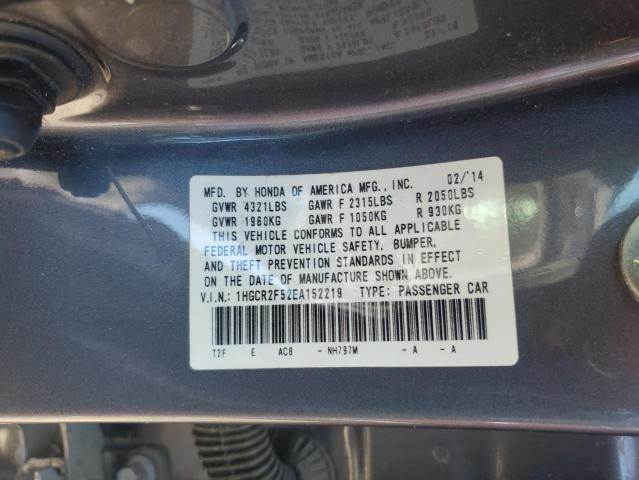 MFD. BY HONDA OF AMERICA MFG., INC. 02/'14
GVWR 4321LBS GAWR F 2315LBS R 2050LBS
GVWR 1960KG GAWR F 1050KG R 930KG
THIS VEHICLE CONFORMS TO ALL APPLICABLE
FEDERAL MOTOR VEHICLE SAFETY, BUMPER,
AND THEFT PREVENTION STANDARDS IN EFFECT
ON THE DATE OF MANUFACTURE SHOWN ABOVE.
V.I.N.: 1HGCR2F52EA152219 TYPE: PASSENGER CAR
T2F E AC8 - NH797M - A - A